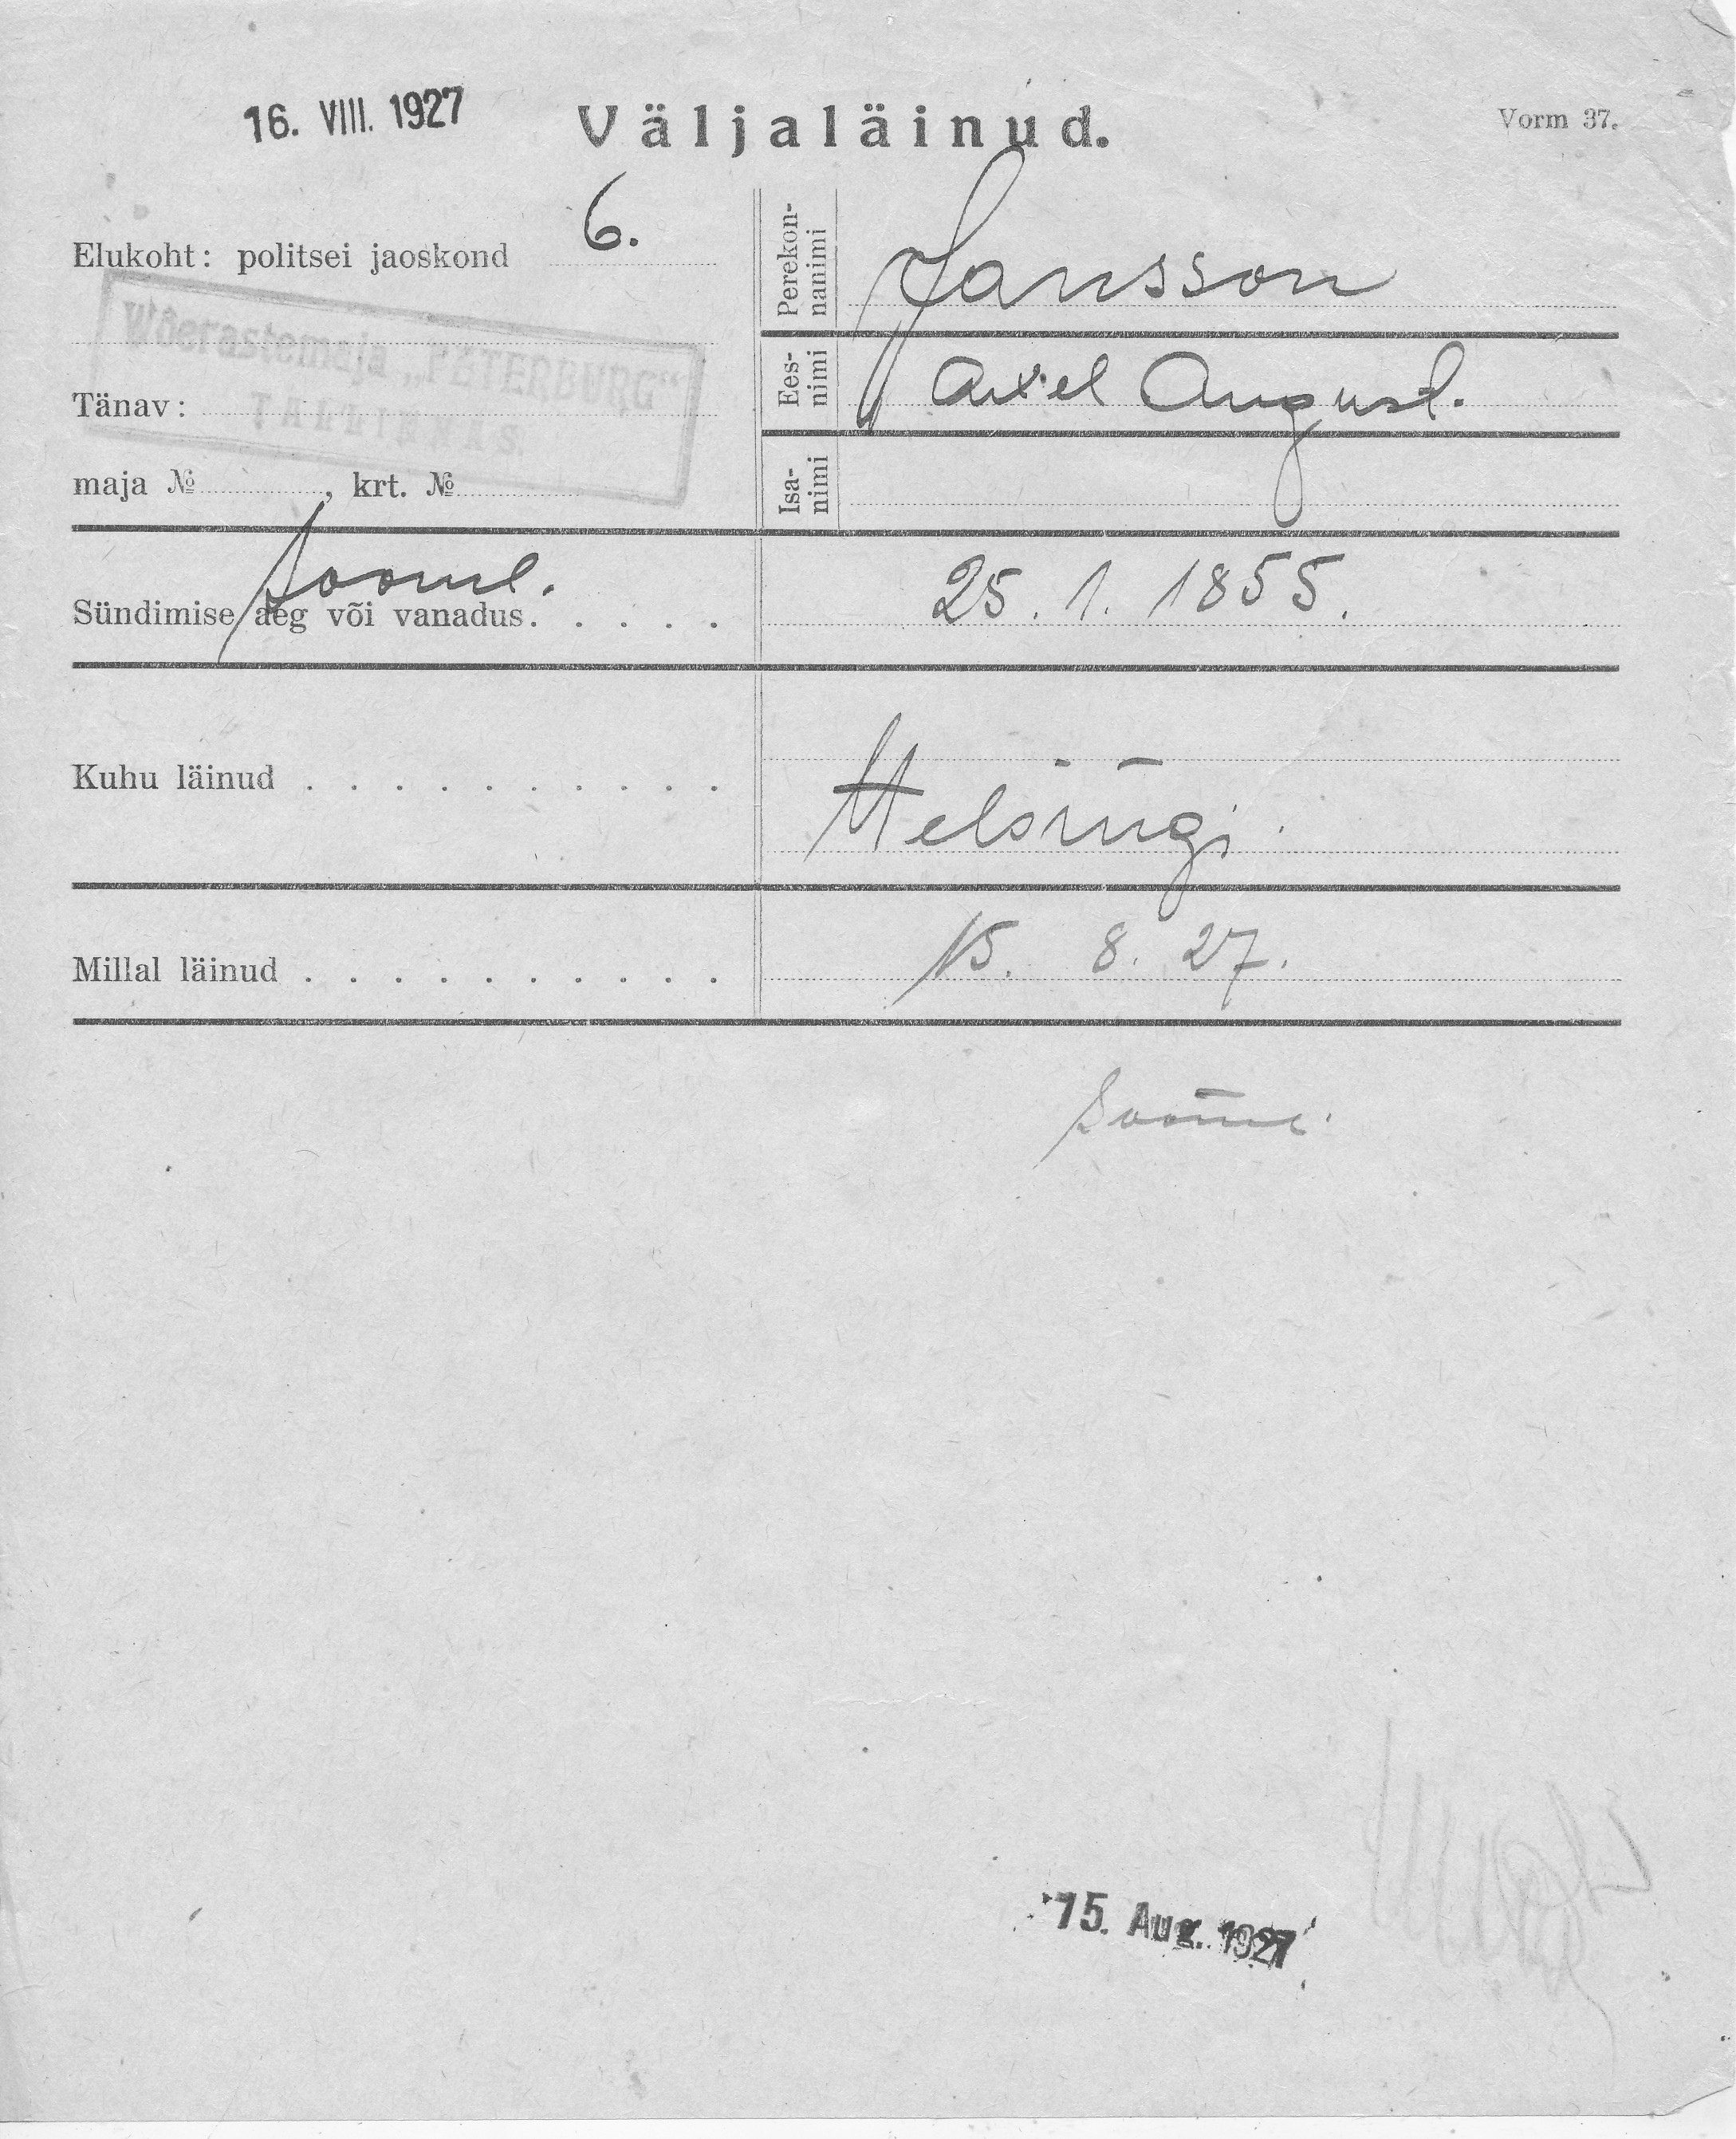 16. VIII. 1927
Väljaläinud.
Vorm 37.
Elukoht: politsei jaoskond 6.
Wõerastemaja „PETERBURG"
TALLINNAS.
Tänav:
maja № , krt. №
Perekon-
nanimi
Jansson
Ees-
nimi
Axel August.
Isa-
nimi
Sooml.
Sündimise aeg või vanadus. . . . . 25. 1. 1855.
Kuhu läinud . . . . . . . . . . Helsingi.
Millal läinud . . . . . . . . . . 15. 8. 27.
Soome.
15. Aug. 1927